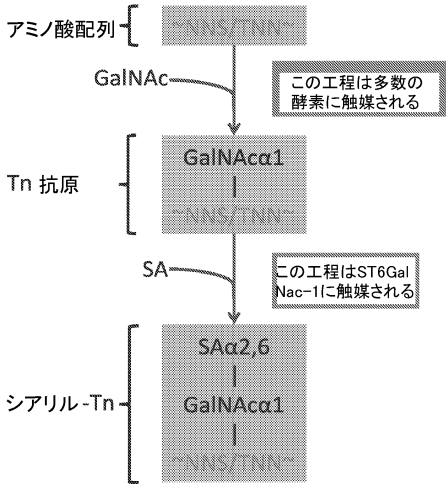 アミノ酸配列
~NNS/TNN~
GalNAc
この工程は多数の
酵素に触媒される
Tn 抗原
GalNAcα1
~NNS/TNN~
SA
この工程はST6Gal
Nac-1に触媒される
シアリル-Tn
SAα2,6
GalNAcα1
~NNS/TNN~